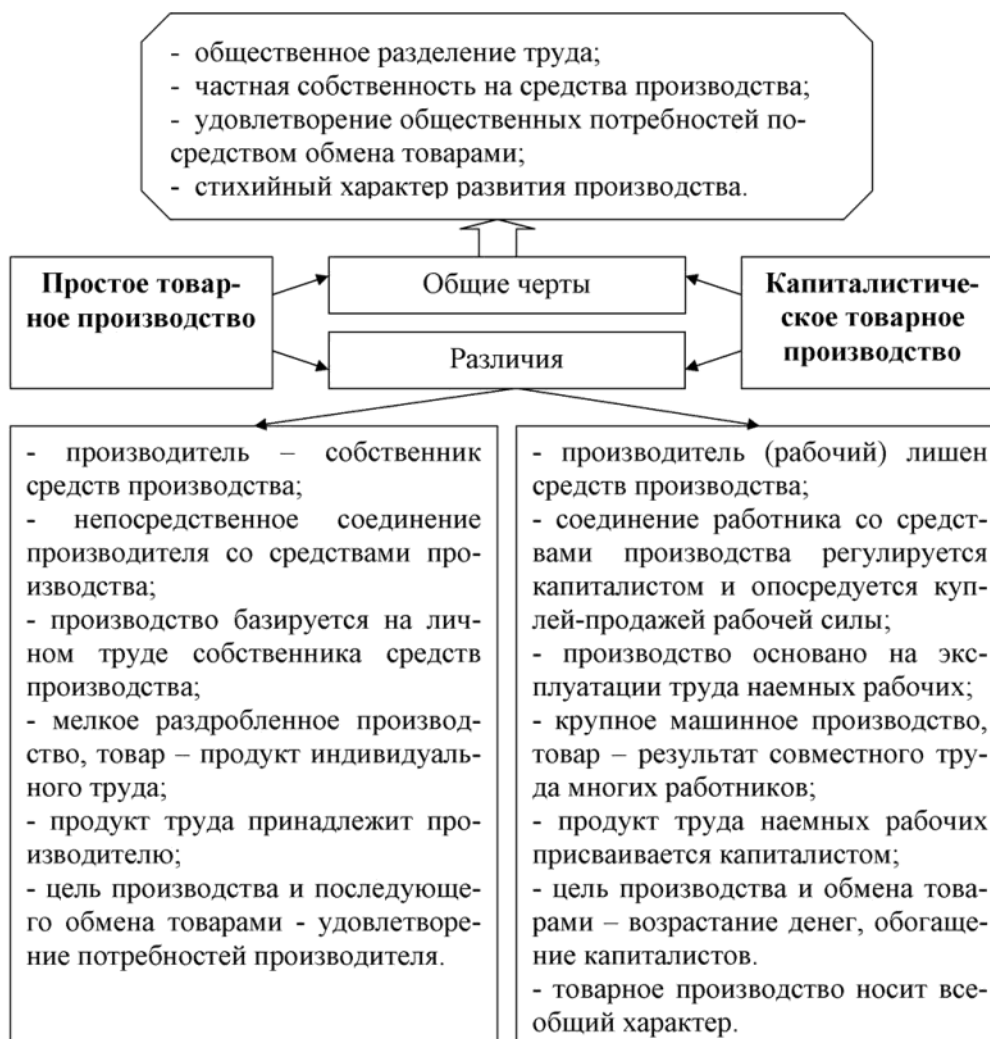 - общественное разделение труда;
- частная собственность на средства производства;
- удовлетворение общественных потребностей по-
средством обмена товарами;
- стихийный характер развития производства.
Простое товар-
ное производство
Общие черты
Капиталистиче-
ское товарное
производство
Различия
- производитель – собственник
средств производства;
- непосредственное соединение
производителя со средствами про-
изводства;
- производство базируется на лич-
ном труде собственника средств
производства;
- мелкое раздробленное производ-
ство, товар – продукт индивидуаль-
ного труда;
- продукт труда принадлежит про-
изводителю;
- цель производства и последующе-
го обмена товарами - удовлетворе-
ние потребностей производителя.
- производитель (рабочий) лишен
средств производства;
- соединение работника со средст-
вами производства регулируется
капиталистом и опосредуется куп-
лей-продажей рабочей силы;
- производство основано на экс-
плуатации труда наемных рабочих;
- крупное машинное производство,
товар – результат совместного тру-
да многих работников;
- продукт труда наемных рабочих
присваивается капиталистом;
- цель производства и обмена това-
рами – возрастание денег, обогаще-
ние капиталистов.
- товарное производство носит все-
общий характер.